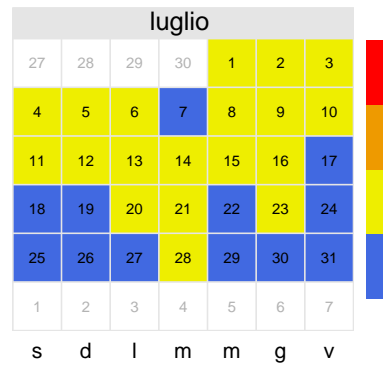 luglio
27 28 29 30 1 2 3
4 5 6 7 8 9 10
11 12 13 14 15 16 17
18 19 20 21 22 23 24
25 26 27 28 29 30 31
1 2 3 4 5 6 7
s d l m m g v